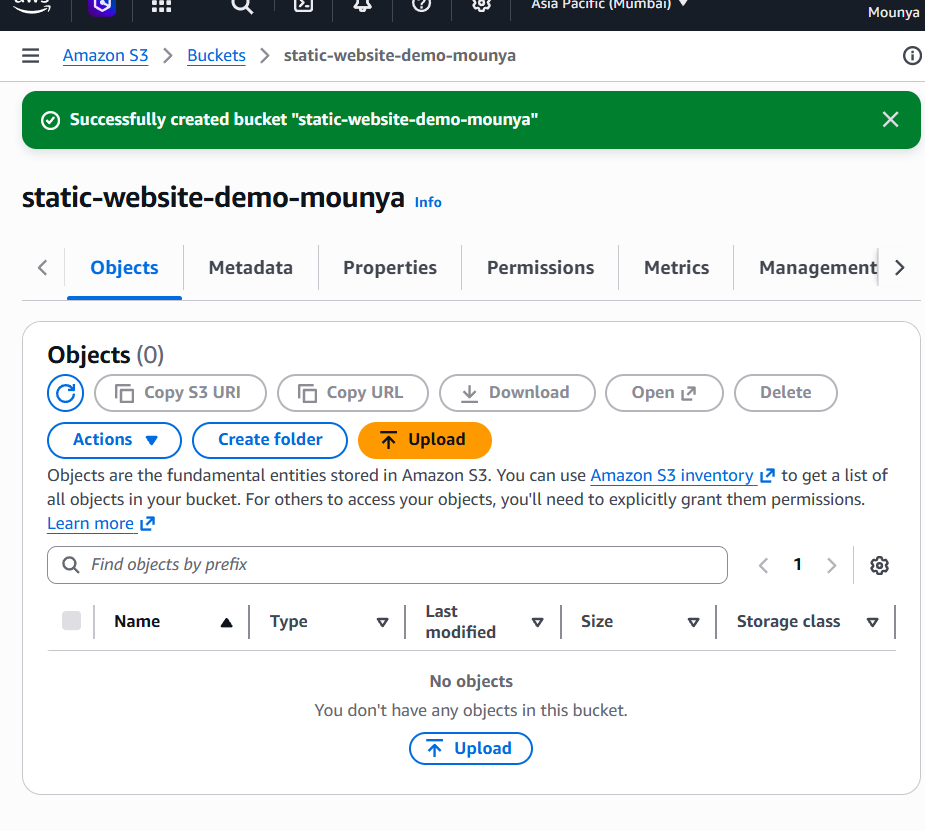 aws
Asia Pacific (Mumbai)
Mounya
Amazon S3 > Buckets > static-website-demo-mounya
Successfully created bucket "static-website-demo-mounya"
static-website-demo-mounya Info
Objects Metadata Properties Permissions Metrics Management
Objects (0)
Copy S3 URI Copy URL Download Open Delete
Actions Create folder Upload
Objects are the fundamental entities stored in Amazon S3. You can use Amazon S3 inventory to get a list of
all objects in your bucket. For others to access your objects, you'll need to explicitly grant them permissions.
Learn more
Find objects by prefix
1
Name Type Last modified Size Storage class
No objects
You don't have any objects in this bucket.
Upload